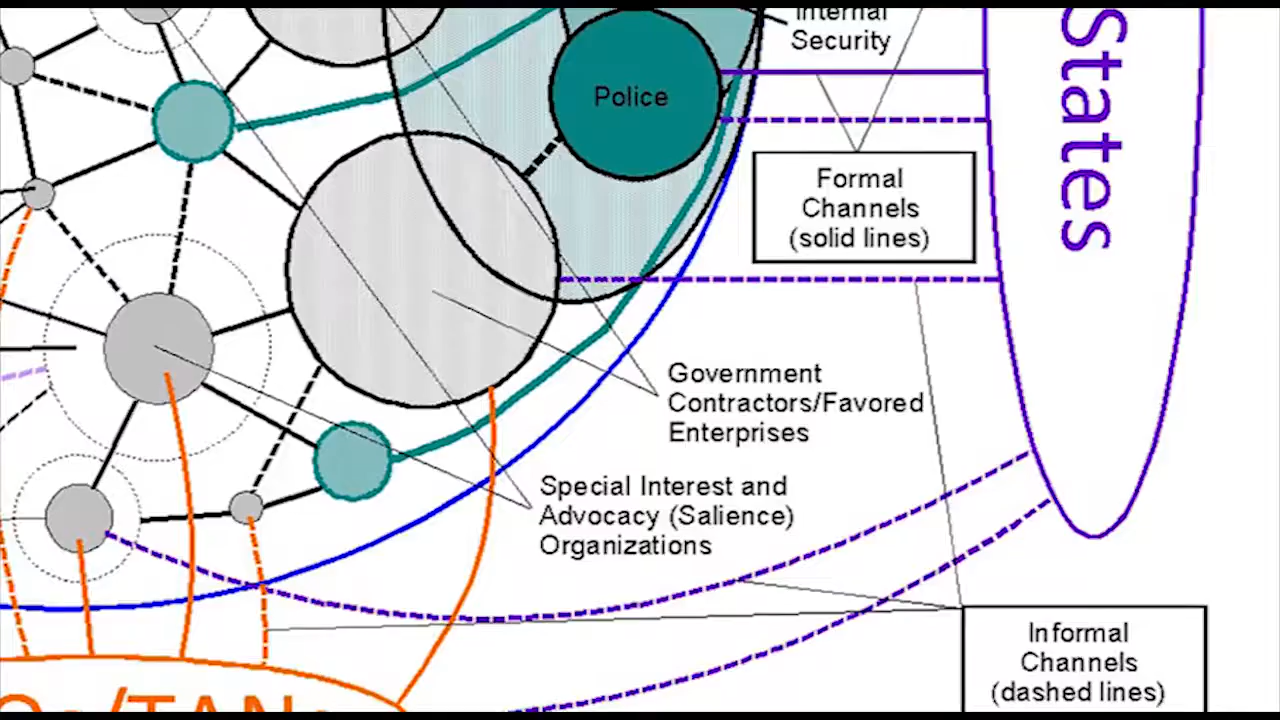 Internal
Security
Police
States
Formal
Channels
(solid lines)
Government
Contractors/Favored
Enterprises
Special Interest and
Advocacy (Salience)
Organizations
Informal
Channels
(dashed lines)